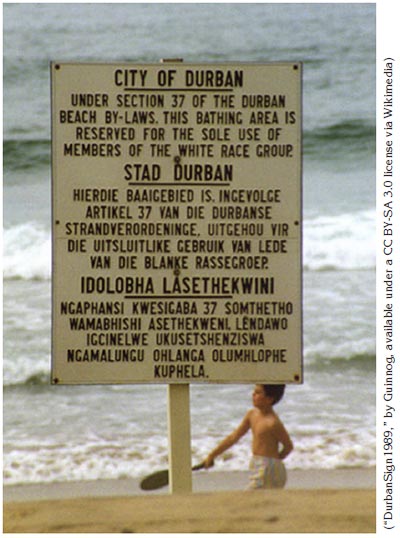 CITY OF DURBAN
UNDER SECTION 37 OF THE DURBAN
BEACH BY-LAWS. THIS BATHING AREA IS
RESERVED FOR THE SOLE USE OF
MEMBERS OF THE WHITE RACE GROUP.
STAD DURBAN
HIERDIE BAAIGEBIED IS, INGEVOLGE
ARTIKEL 37 VAN DIE DURBANSE
STRANDVERORDENINGE, UITGEHOU VIR
DIE UITSLUITLIKE GEBRUIK VAN LEDE
VAN DIE BLANKE RASSEGROEP.
IDOLOBHA LASETHEKWINI
NGAPHANSI KWESIGABA 37 SOMTHETHO
WAMABHISHI ASETHEKWENI, LÊNDAWO
IGCINELWE UKUSETSHENZISWA
NGAMALUNGU OHLANGA OLUMHLOPHE
KUPHELA.
("DurbanSign1989," by Guinnog, available under a CC BY-SA 3.0 license via Wikimedia)